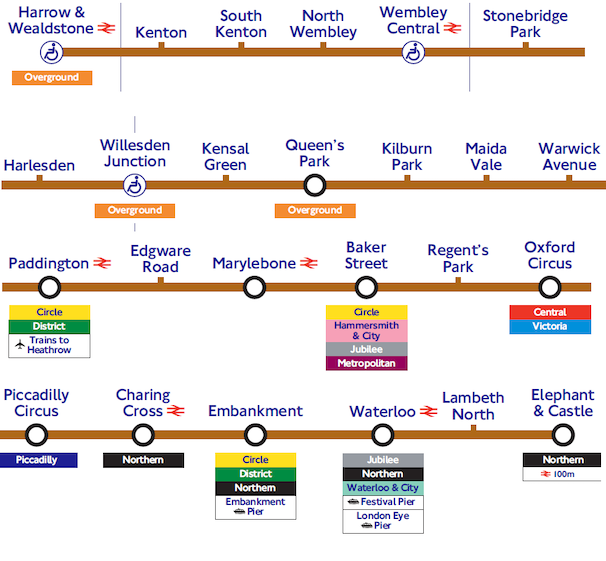 Harrow &
Wealdstone
Kenton
South
Kenton
North
Wembley
Wembley
Central
Stonebridge
Park
Overground
Harlesden
Willesden
Junction
Kensal
Green
Queen's
Park
Kilburn
Park
Maida
Vale
Warwick
Avenue
Overground
Overground
Paddington
Edgware
Road
Marylebone
Baker
Street
Regent's
Park
Oxford
Circus
Circle
District
Trains to
Heathrow
Circle
Hammersmith
& City
Jubilee
Metropolitan
Central
Victoria
Piccadilly
Circus
Charing
Cross
Embankment
Waterloo
Lambeth
North
Elephant
& Castle
Piccadilly
Northern
Circle
District
Northern
Embankment
Pier
Jubilee
Northern
Waterloo & City
Festival Pier
London Eye
Pier
Northern
100m